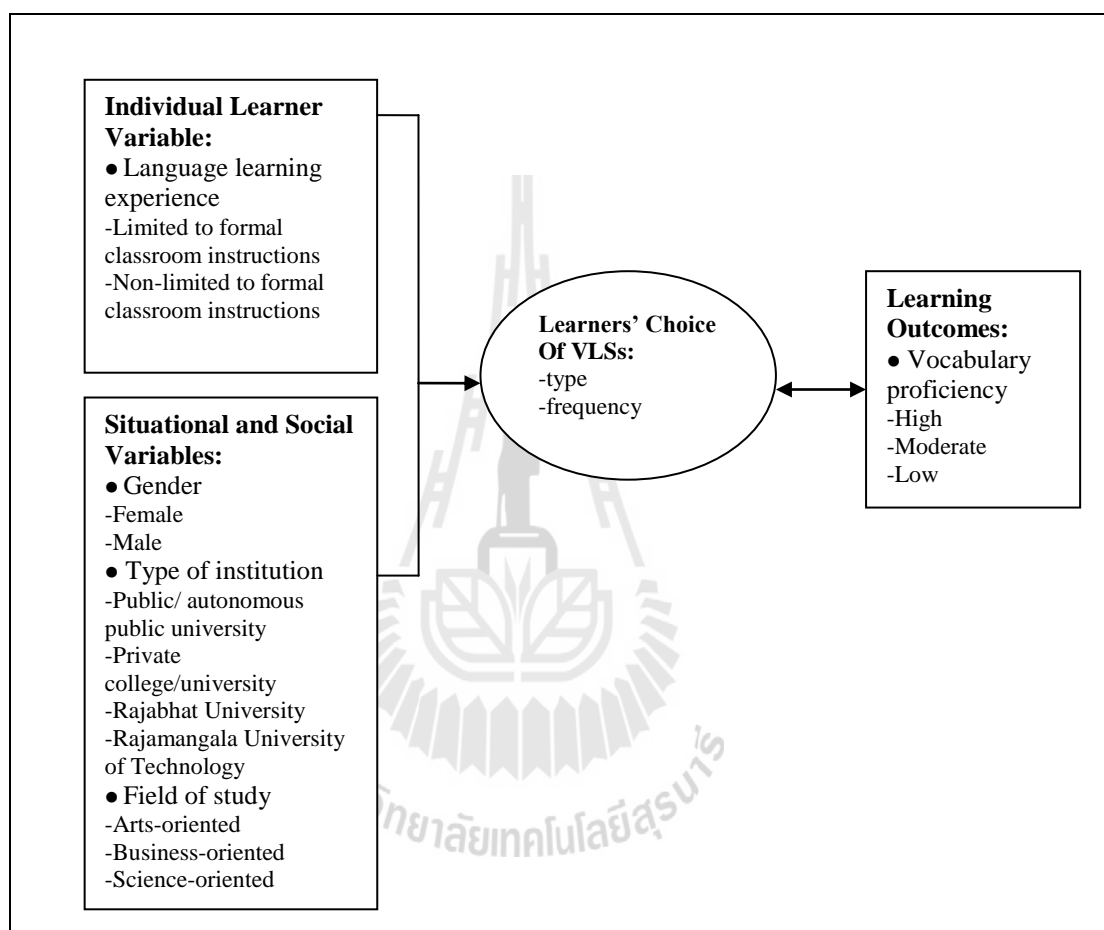 Individual Learner
Variable:
● Language learning
experience
-Limited to formal
classroom instructions
-Non-limited to formal
classroom instructions
Situational and Social
Variables:
● Gender
-Female
-Male
● Type of institution
-Public/ autonomous
public university
-Private
college/university
-Rajabhat University
-Rajamangala University
of Technology
● Field of study
-Arts-oriented
-Business-oriented
-Science-oriented
Learners’ Choice
Of VLSs:
-type
-frequency
Learning
Outcomes:
● Vocabulary
proficiency
-High
-Moderate
-Low